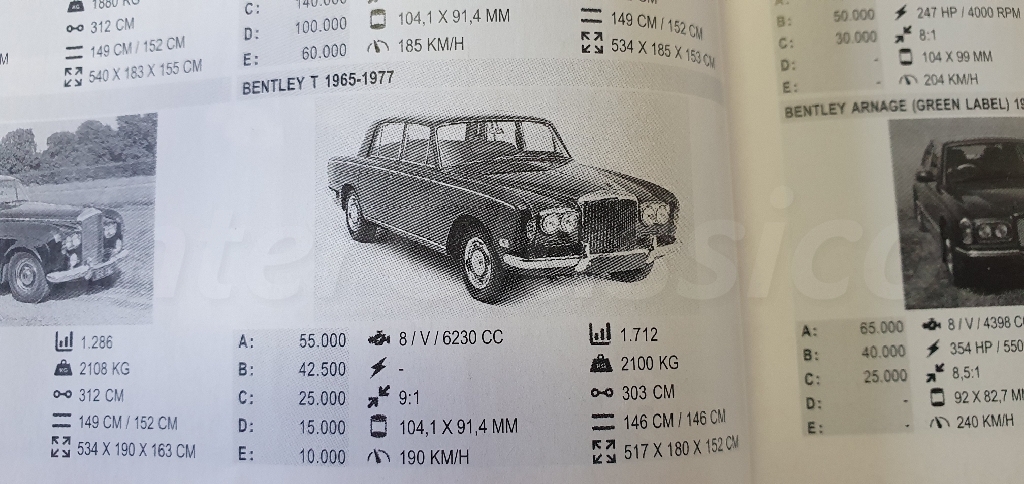 1880 KG
312 CM
149 CM / 152 CM
540 X 183 X 155 CM
C: 140.000
D: 100.000
E: 60.000
104,1 X 91,4 MM
185 KM/H
149 CM / 152 CM
534 X 185 X 153 CM
B: 50.000
C: 30.000
D: -
E: -
247 HP / 4000 RPM
8:1
104 X 99 MM
204 KM/H
BENTLEY T 1965-1977
1.286
2108 KG
312 CM
149 CM / 152 CM
534 X 190 X 163 CM
A: 55.000
B: 42.500
C: 25.000
D: 15.000
E: 10.000
8 / V / 6230 CC
-
9:1
104,1 X 91,4 MM
190 KM/H
1.712
2100 KG
303 CM
146 CM / 146 CM
517 X 180 X 152 CM
BENTLEY ARNAGE (GREEN LABEL) 19
A: 65.000
B: 40.000
C: 25.000
D: -
E: -
8 / V / 4398 C
354 HP / 550
8,5:1
92 X 82,7 M
240 KM/H